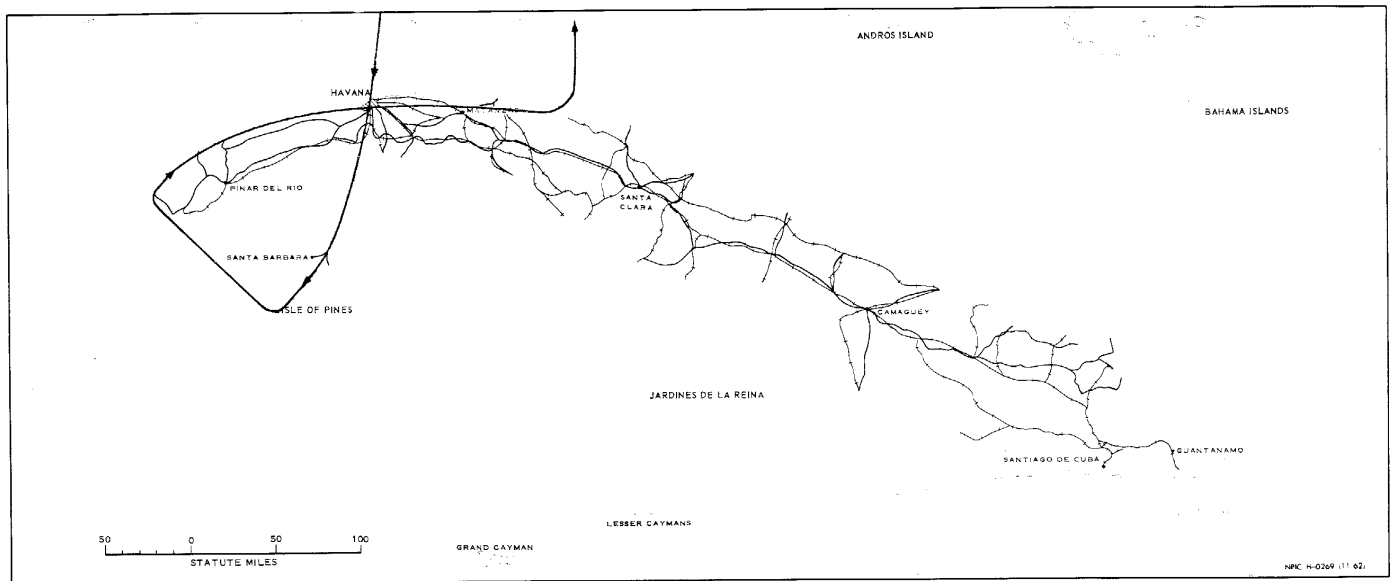 ANDROS ISLAND
HAVANA
MATANZAS
BAHAMA ISLANDS
PINAR DEL RIO
SANTA
CLARA
SANTA BARBARA
ISLE OF PINES
CAMAGUEY
JARDINES DE LA REINA
GUANTANAMO
SANTIAGO DE CUBA
LESSER CAYMANS
50 0 50 100
STATUTE MILES
GRAND CAYMAN
NPIC H-0269 (11 62)